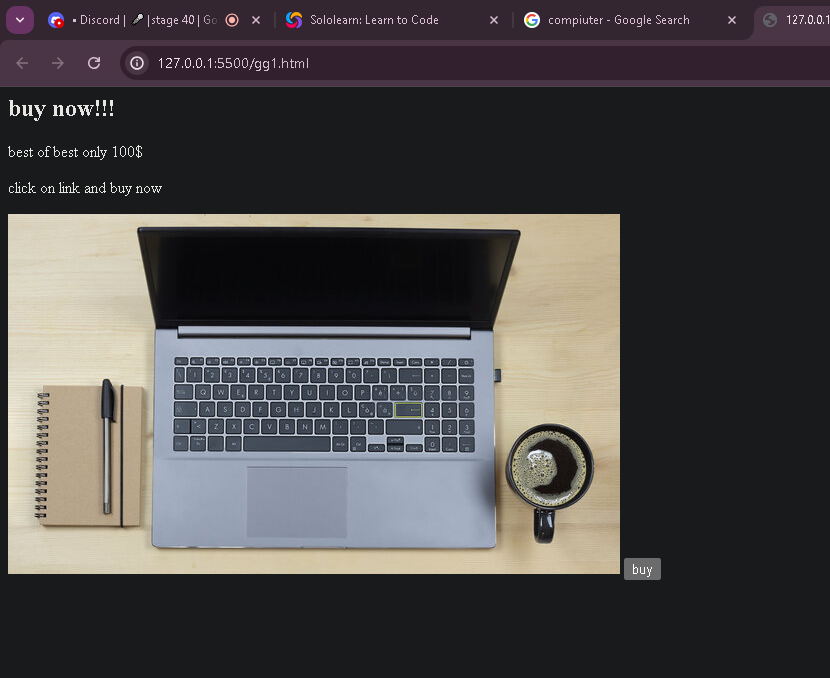 ▪ Discord | 🎤 |stage 40 | Go
Sololearn: Learn to Code
compiuter - Google Search
127.0.0.1
127.0.0.1:5500/gg1.html
buy now!!!
best of best only 100$
click on link and buy now
Q W E R T Y U I O P
A S D F G H J K L
Z X C V B N M
buy